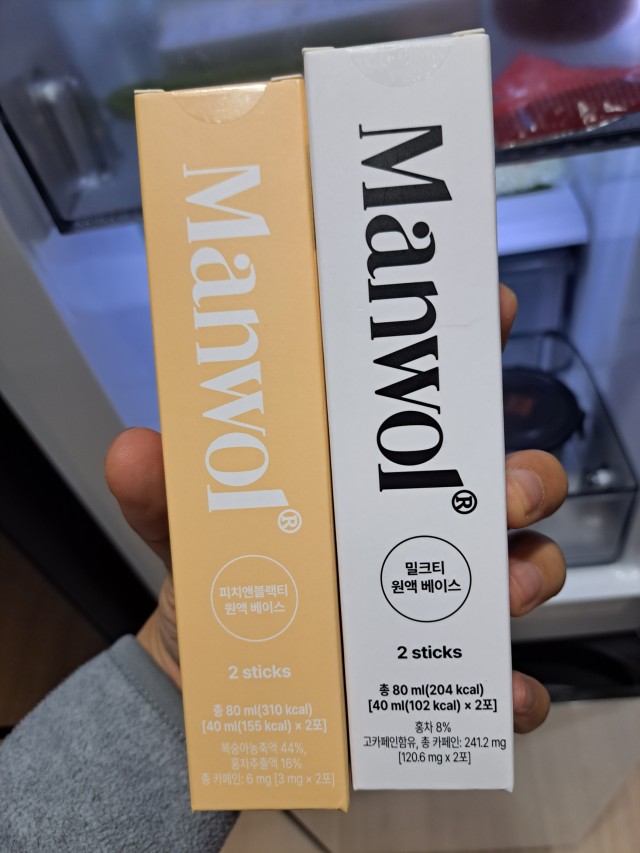 Manwol®
피치앤블랙티
원액 베이스
2 sticks
총 80 ml(310 kcal)
[40 ml(155 kcal) × 2포]
복숭아농축액 44%,
홍차추출액 16%
총 카페인: 6 mg [3 mg × 2포]
Manwol®
밀크티
원액 베이스
2 sticks
총 80 ml(204 kcal)
[40 ml(102 kcal) × 2포]
홍차 8%
고카페인함유, 총 카페인: 241.2 mg
[120.6 mg x 2포]